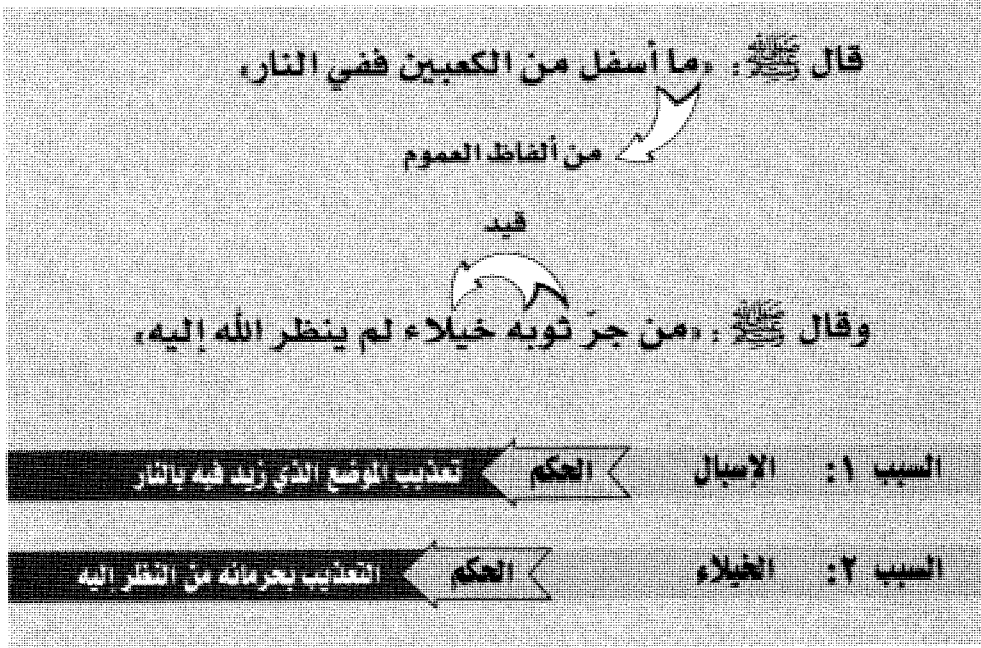 قال ﷺ: «ما أسفل من الكعبين ففي النار»
من ألفاظ العموم
قيد
وقال ﷺ: «من جرّ ثوبه خيلاء لم ينظر الله إليه»
السبب ١: الإسبال الحكم تعذيب الموضع الذي زيد فيه بالنار
السبب ٢: الخيلاء الحكم التعذيب بحرمانه من النظر إليه